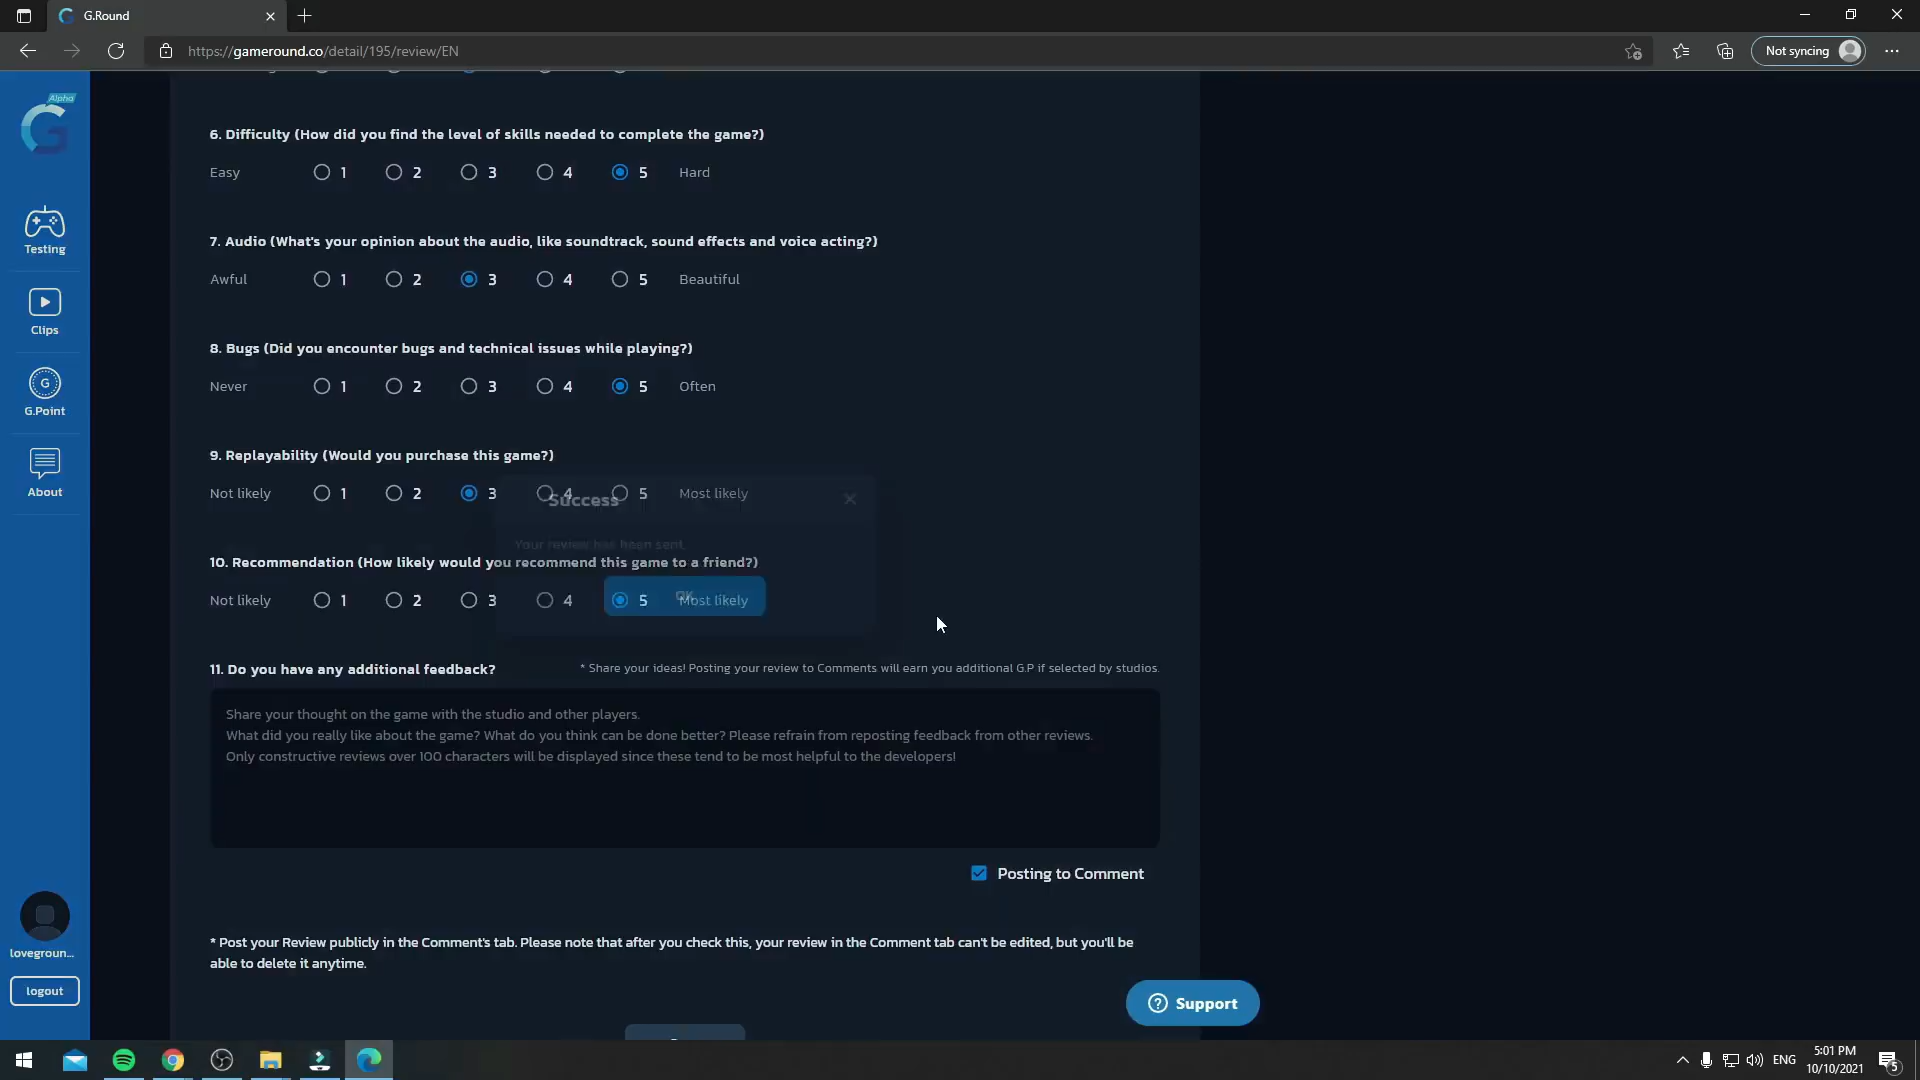 G.Round
https://gameround.co/detail/195/review/EN
Not syncing
Alpha
Testing
Clips
G
G.Point
About
lovegroun...
logout
6. Difficulty (How did you find the level of skills needed to complete the game?)
Easy 1 2 3 4 5 Hard
7. Audio (What's your opinion about the audio, like soundtrack, sound effects and voice acting?)
Awful 1 2 3 4 5 Beautiful
8. Bugs (Did you encounter bugs and technical issues while playing?)
Never 1 2 3 4 5 Often
9. Replayability (Would you purchase this game?)
Not likely 1 2 3 4 5 Most likely
Success
Your review has been sent.
10. Recommendation (How likely would you recommend this game to a friend?)
Not likely 1 2 3 4 5 Most likely
OK
11. Do you have any additional feedback? * Share your ideas! Posting your review to Comments will earn you additional G.P if selected by studios.
Share your thought on the game with the studio and other players.
What did you really like about the game? What do you think can be done better? Please refrain from reposting feedback from other reviews.
Only constructive reviews over 100 characters will be displayed since these tend to be most helpful to the developers!
Posting to Comment
* Post your Review publicly in the Comment's tab. Please note that after you check this, your review in the Comment tab can't be edited, but you'll be
able to delete it anytime.
? Support
ENG
5:01 PM
10/10/2021
5